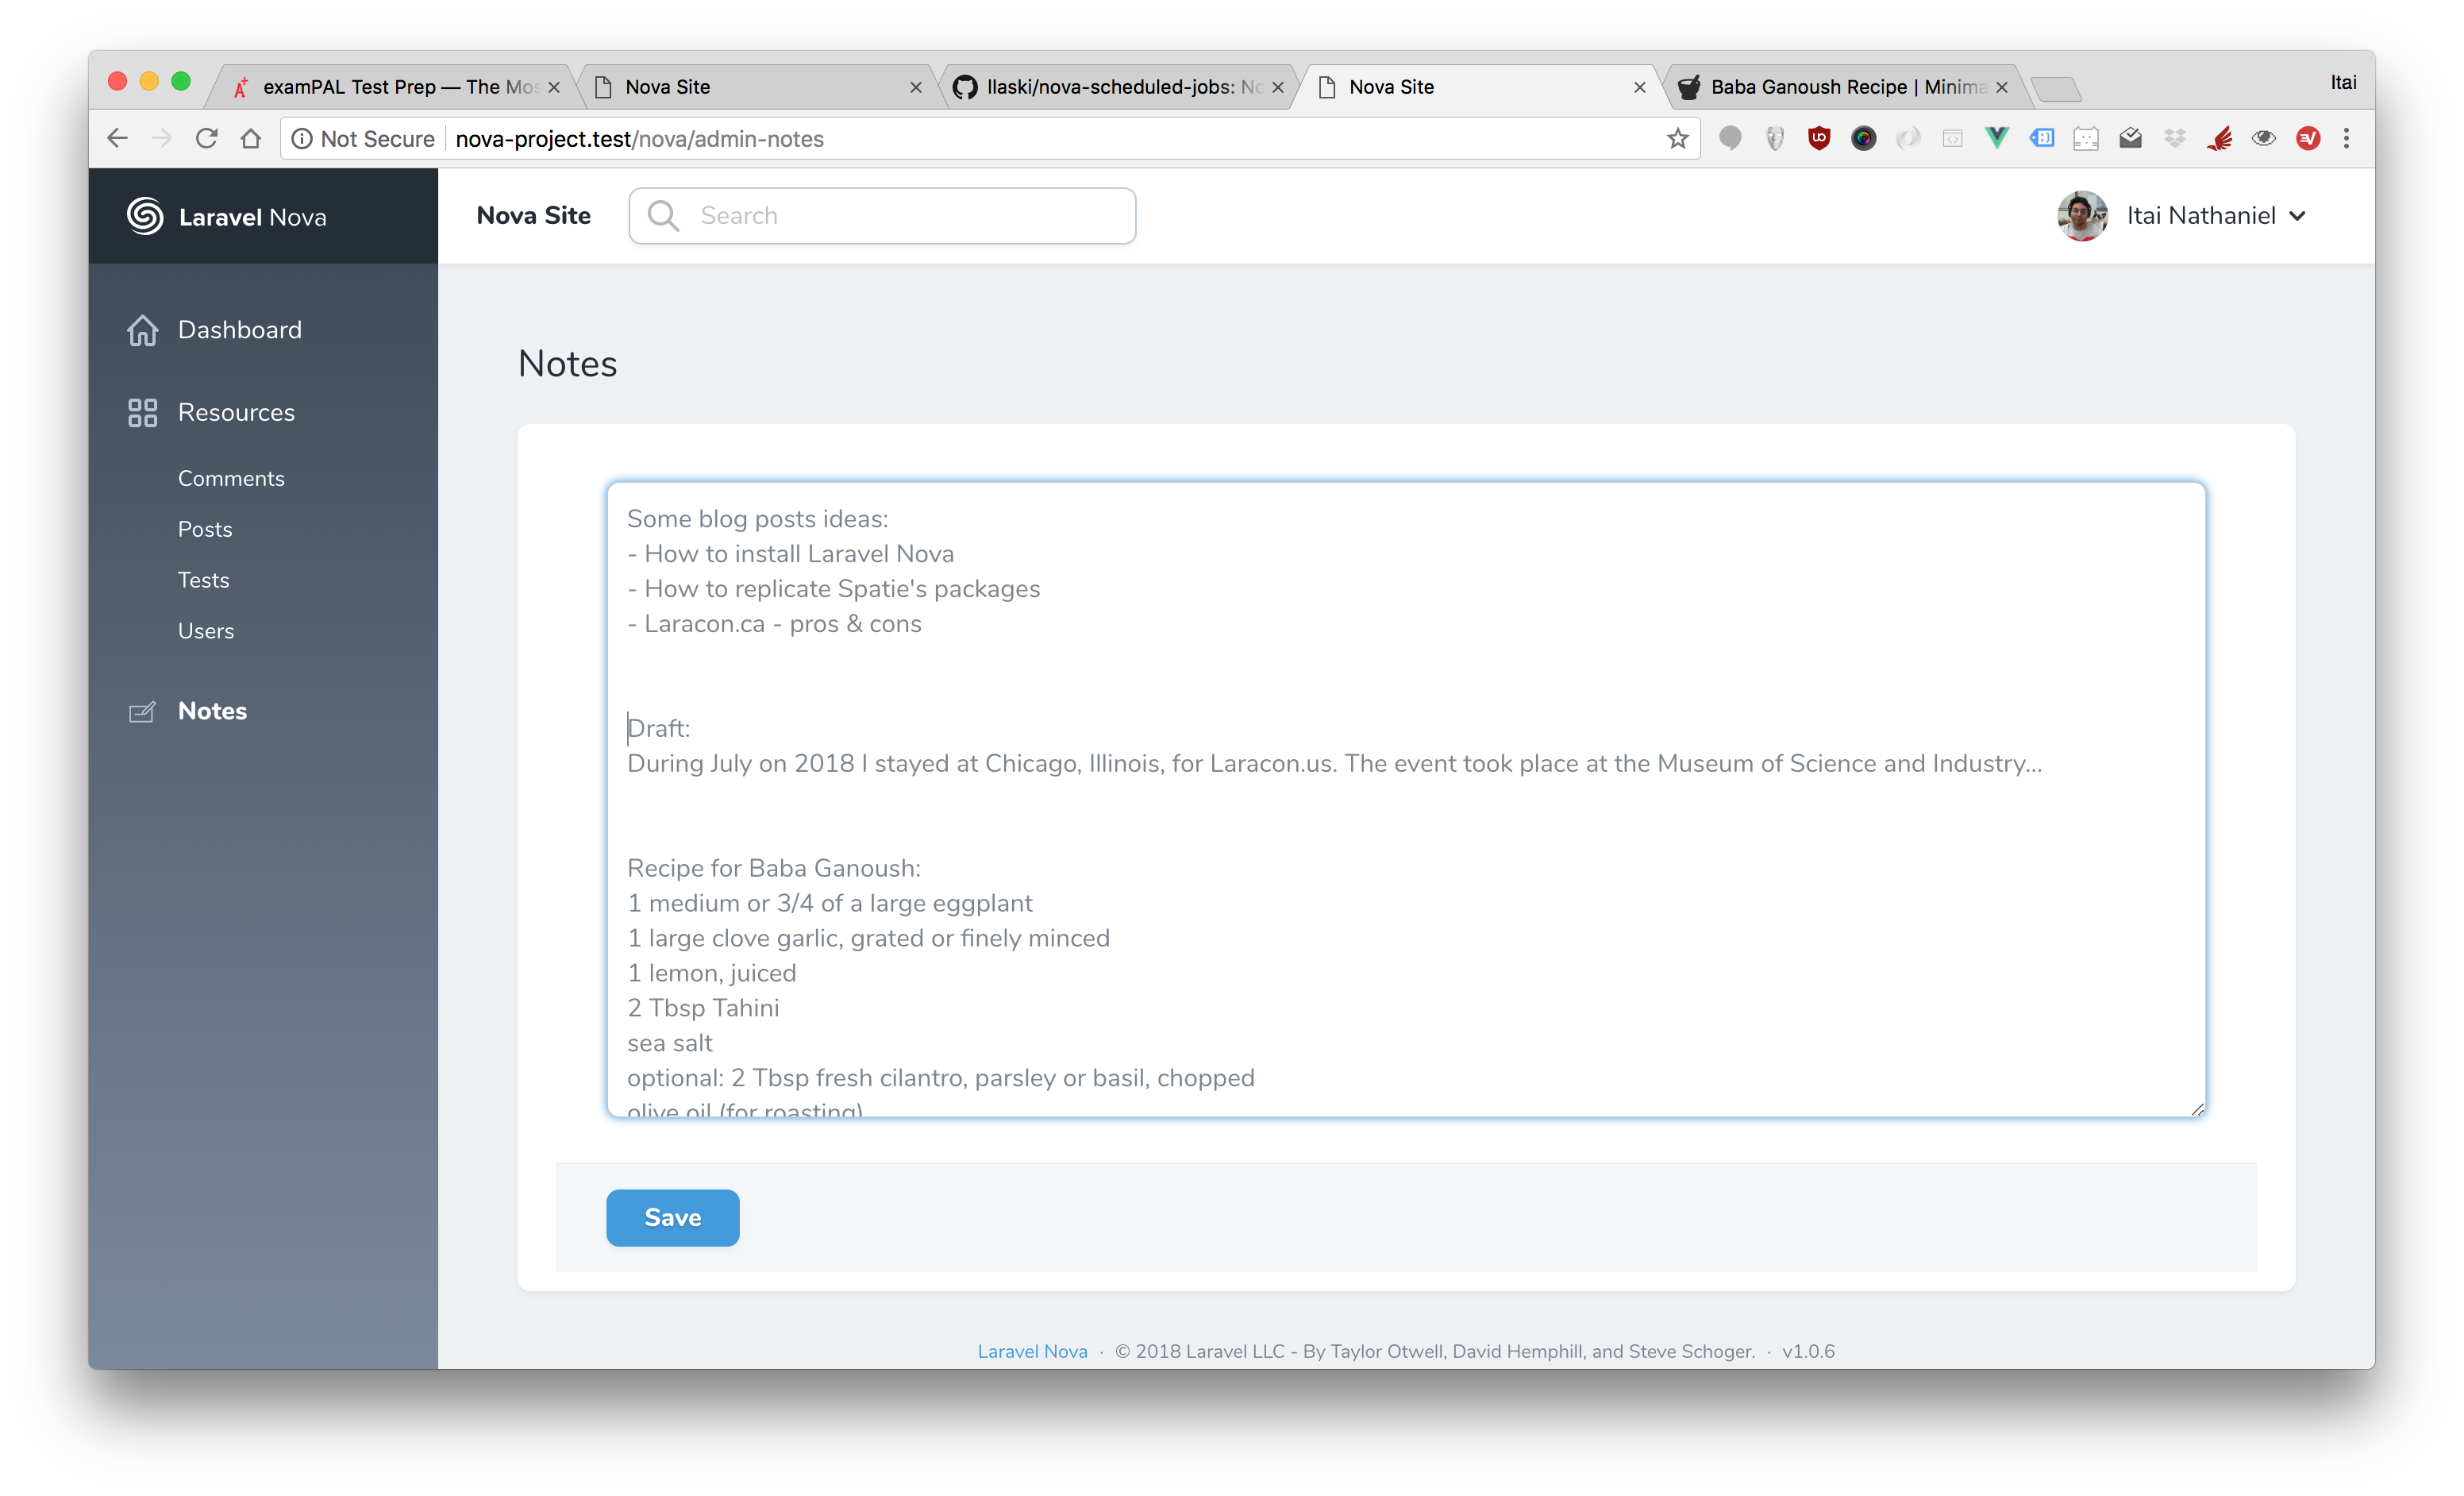 examPAL Test Prep — The Mos
Nova Site
llaski/nova-scheduled-jobs: No
Nova Site
Baba Ganoush Recipe | Minima
Itai
Not Secure
nova-project.test/nova/admin-notes
Laravel Nova
Nova Site
Search
Itai Nathaniel
Dashboard
Resources
Comments
Posts
Tests
Users
Notes
Notes
Some blog posts ideas:
- How to install Laravel Nova
- How to replicate Spatie's packages
- Laracon.ca - pros & cons
Draft:
During July on 2018 I stayed at Chicago, Illinois, for Laracon.us. The event took place at the Museum of Science and Industry...
Recipe for Baba Ganoush:
1 medium or 3/4 of a large eggplant
1 large clove garlic, grated or finely minced
1 lemon, juiced
2 Tbsp Tahini
sea salt
optional: 2 Tbsp fresh cilantro, parsley or basil, chopped
olive oil (for roasting)
Save
Laravel Nova · © 2018 Laravel LLC - By Taylor Otwell, David Hemphill, and Steve Schoger. · v1.0.6